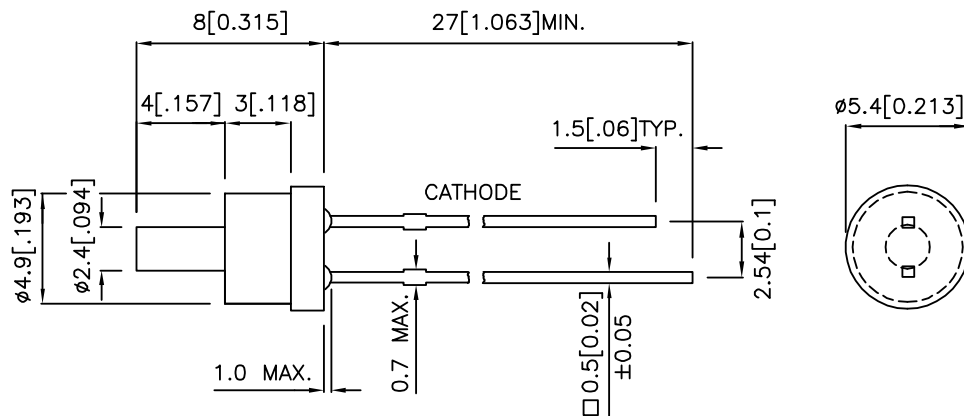 8[0.315]
27[1.063]MIN.
4[.157]
3[.118]
ø5.4[0.213]
1.5[.06]TYP.
CATHODE
ø4.9[.193]
ø2.4[.094]
2.54[0.1]
1.0 MAX.
0.7 MAX.
□0.5[0.02]
±0.05